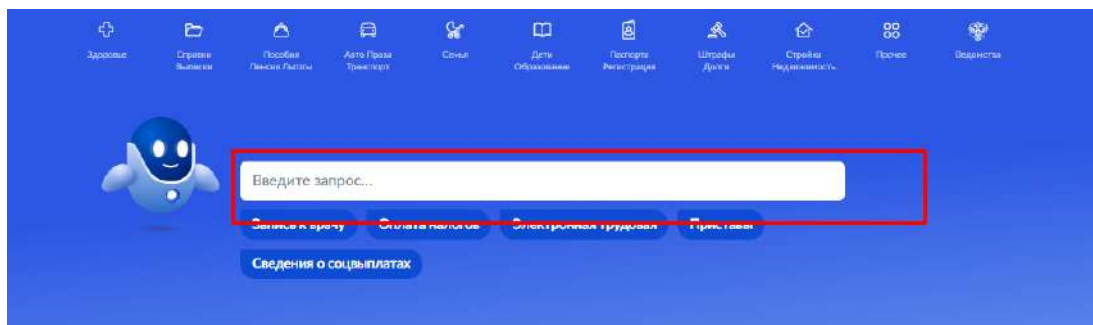 Здоровье Справки Пособия Авто Права Семья Дети Паспорта Штрафы Стройка Прочее Ведомства
Выписки Пенсия Льготы Транспорт Образование Регистрация Долги Недвижимость
Введите запрос...
Запись к врачу Оплата налогов Электронная трудовая Приставы
Сведения о соцвыплатах